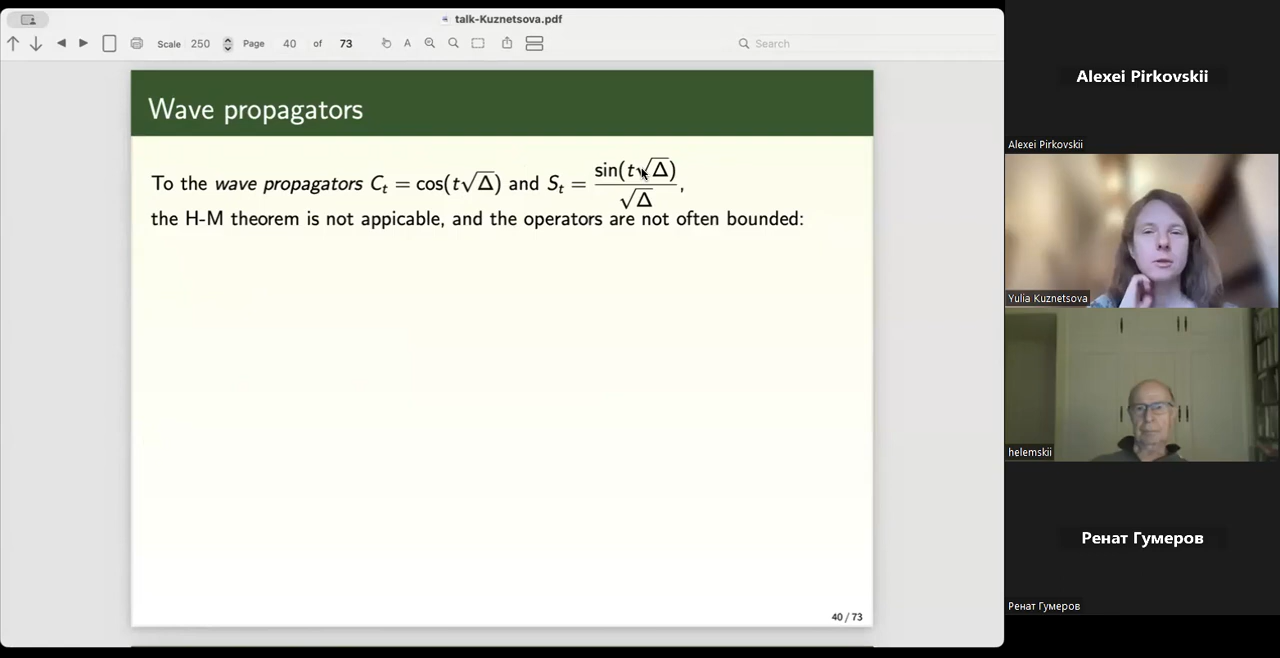 talk-Kuznetsova.pdf
Scale 250 Page 40 of 73 A Search
Wave propagators
To the wave propagators Cₜ = cos(t√Δ) and Sₜ = sin(t√Δ)/√Δ,
the H-M theorem is not appicable, and the operators are not often bounded:
40 / 73
Alexei Pirkovskii
Alexei Pirkovskii
Yulia Kuznetsova
helemskii
Ренат Гумеров
Ренат Гумеров